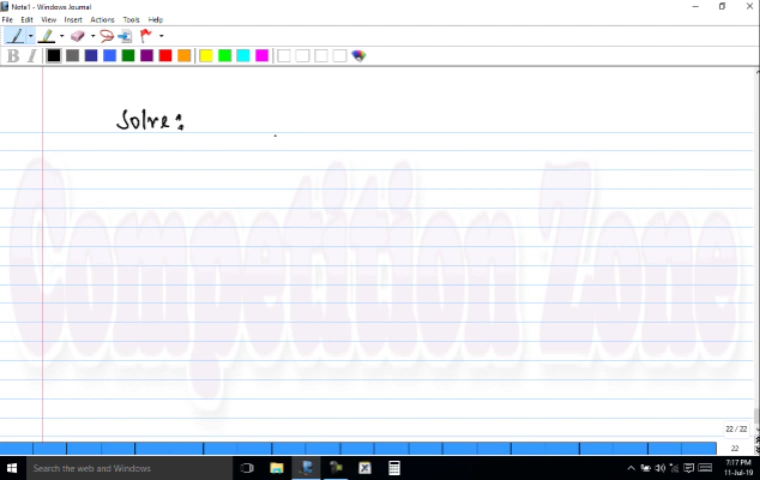 Note1 - Windows Journal
File Edit View Insert Actions Tools Help
B I
Solve:
Competition Zone
22 / 22
22
Search the web and Windows
7:17 PM
11-Jul-19